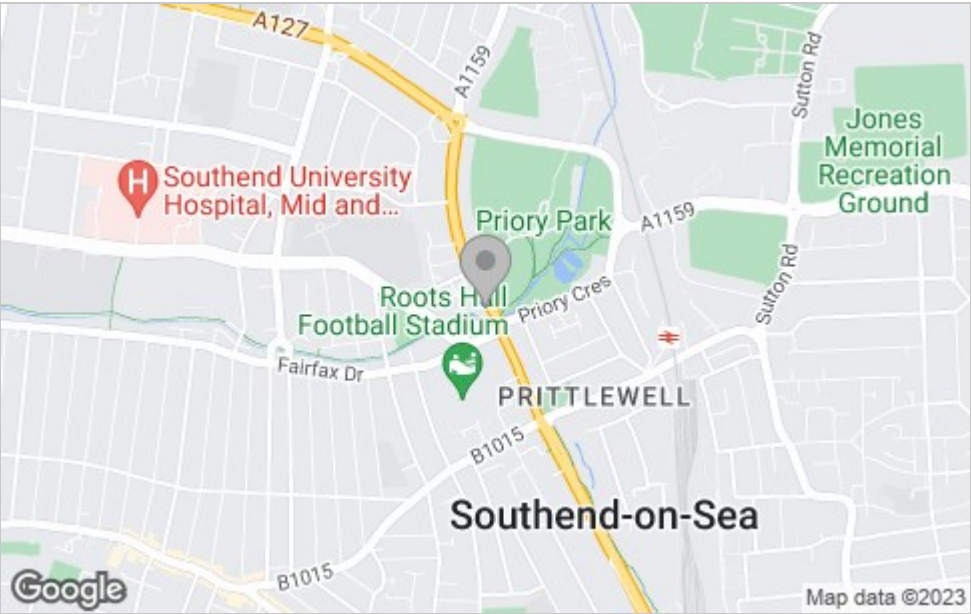 A127
A1159
Sutton Rd
Jones
Memorial
Recreation
Ground
H
Southend University
Hospital, Mid and...
Priory Park
A1159
Sutton Rd
Roots Hall
Football Stadium
Priory Cres
Fairfax Dr
PRITTLEWELL
B1015
Southend-on-Sea
B1015
Google
Map data ©2023